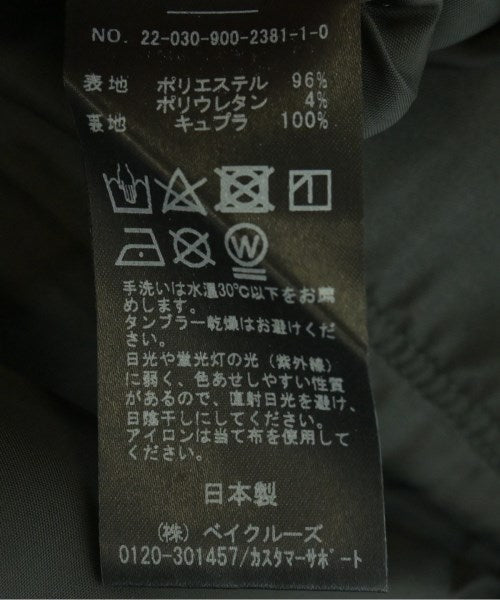 NO. 22-030-900-2381-1-0
表地 ポリエステル 96%
ポリウレタン 4%
裏地 キュプラ 100%
W
手洗いは水温30℃以下をお薦
めします。
タンブラー乾燥はお避けくだ
さい。
日光や蛍光灯の光（紫外線）
に弱く、色あせしやすい性質
があるので、直射日光を避け、
日陰干しにしてください。
アイロンは当て布を使用して
ください。
日本製
（株）ベイクルーズ
0120-301457/カスタマーサポート